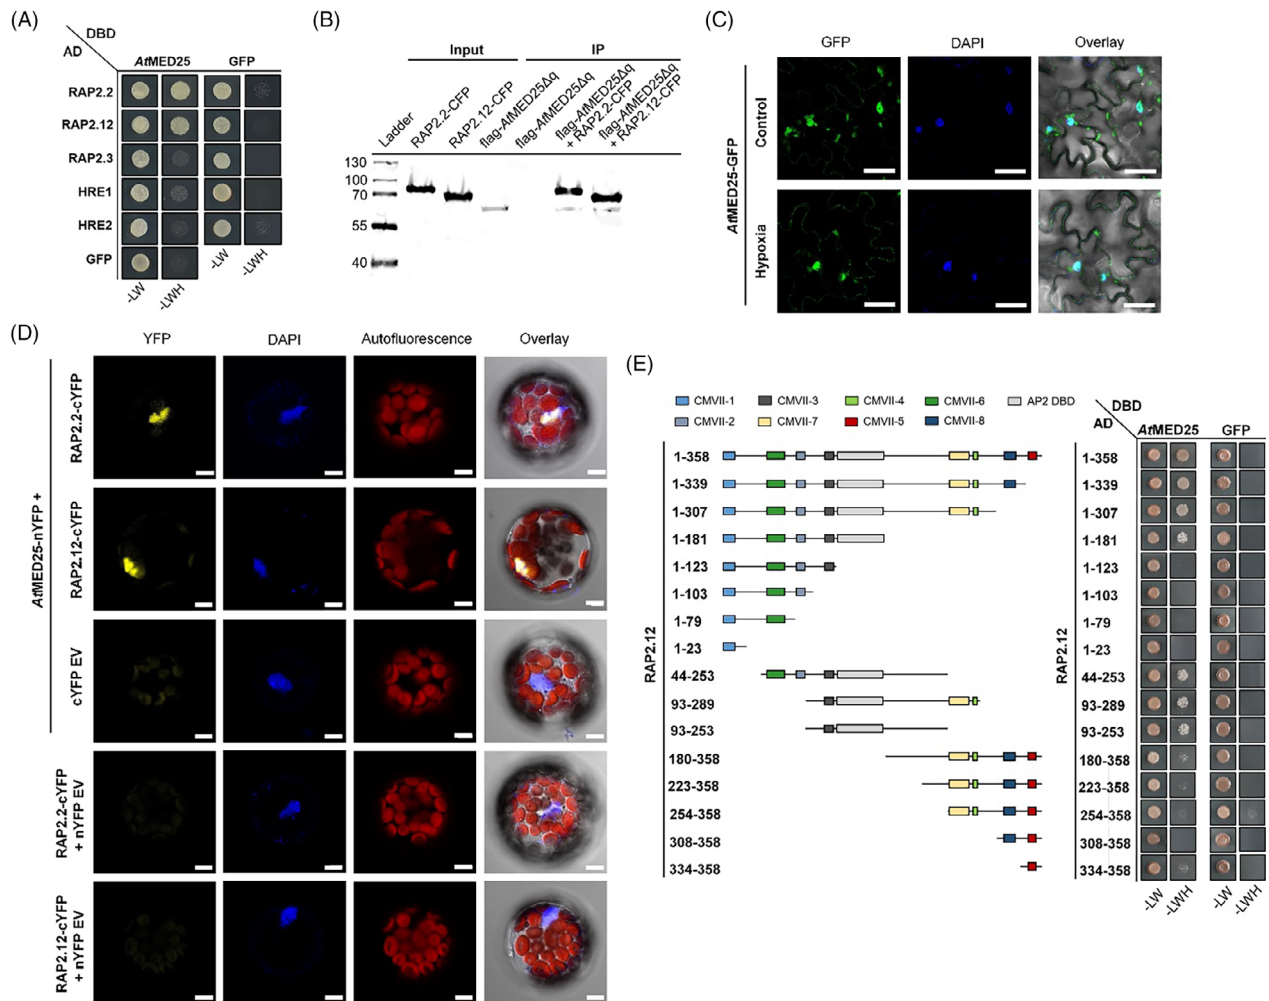 (A)
DBD
AD
AtMED25 GFP
RAP2.2
RAP2.12
RAP2.3
HRE1
HRE2
GFP
-LW
-LWH
-LW
-LWH
(B)
Input IP
Ladder
RAP2.2-CFP
RAP2.12-CFP
flag-AtMED25Δq
flag-AtMED25Δq
flag-AtMED25Δq
+ RAP2.2-CFP
flag-AtMED25Δq
+ RAP2.12-CFP
130
100
70
55
40
(C)
GFP DAPI Overlay
AtMED25-GFP
Control
Hypoxia
(D)
YFP DAPI Autofluorescence Overlay
AtMED25-nYFP +
RAP2.2-cYFP
RAP2.12-cYFP
cYFP EV
RAP2.2-cYFP
+ nYFP EV
RAP2.12-cYFP
+ nYFP EV
(E)
CMVII-1 CMVII-3 CMVII-4 CMVII-6 AP2 DBD
CMVII-2 CMVII-7 CMVII-5 CMVII-8
RAP2.12
1-358
1-339
1-307
1-181
1-123
1-103
1-79
1-23
44-253
93-289
93-253
180-358
223-358
254-358
308-358
334-358
DBD
AD
AtMED25 GFP
RAP2.12
1-358
1-339
1-307
1-181
1-123
1-103
1-79
1-23
44-253
93-289
93-253
180-358
223-358
254-358
308-358
334-358
-LW
-LWH
-LW
-LWH